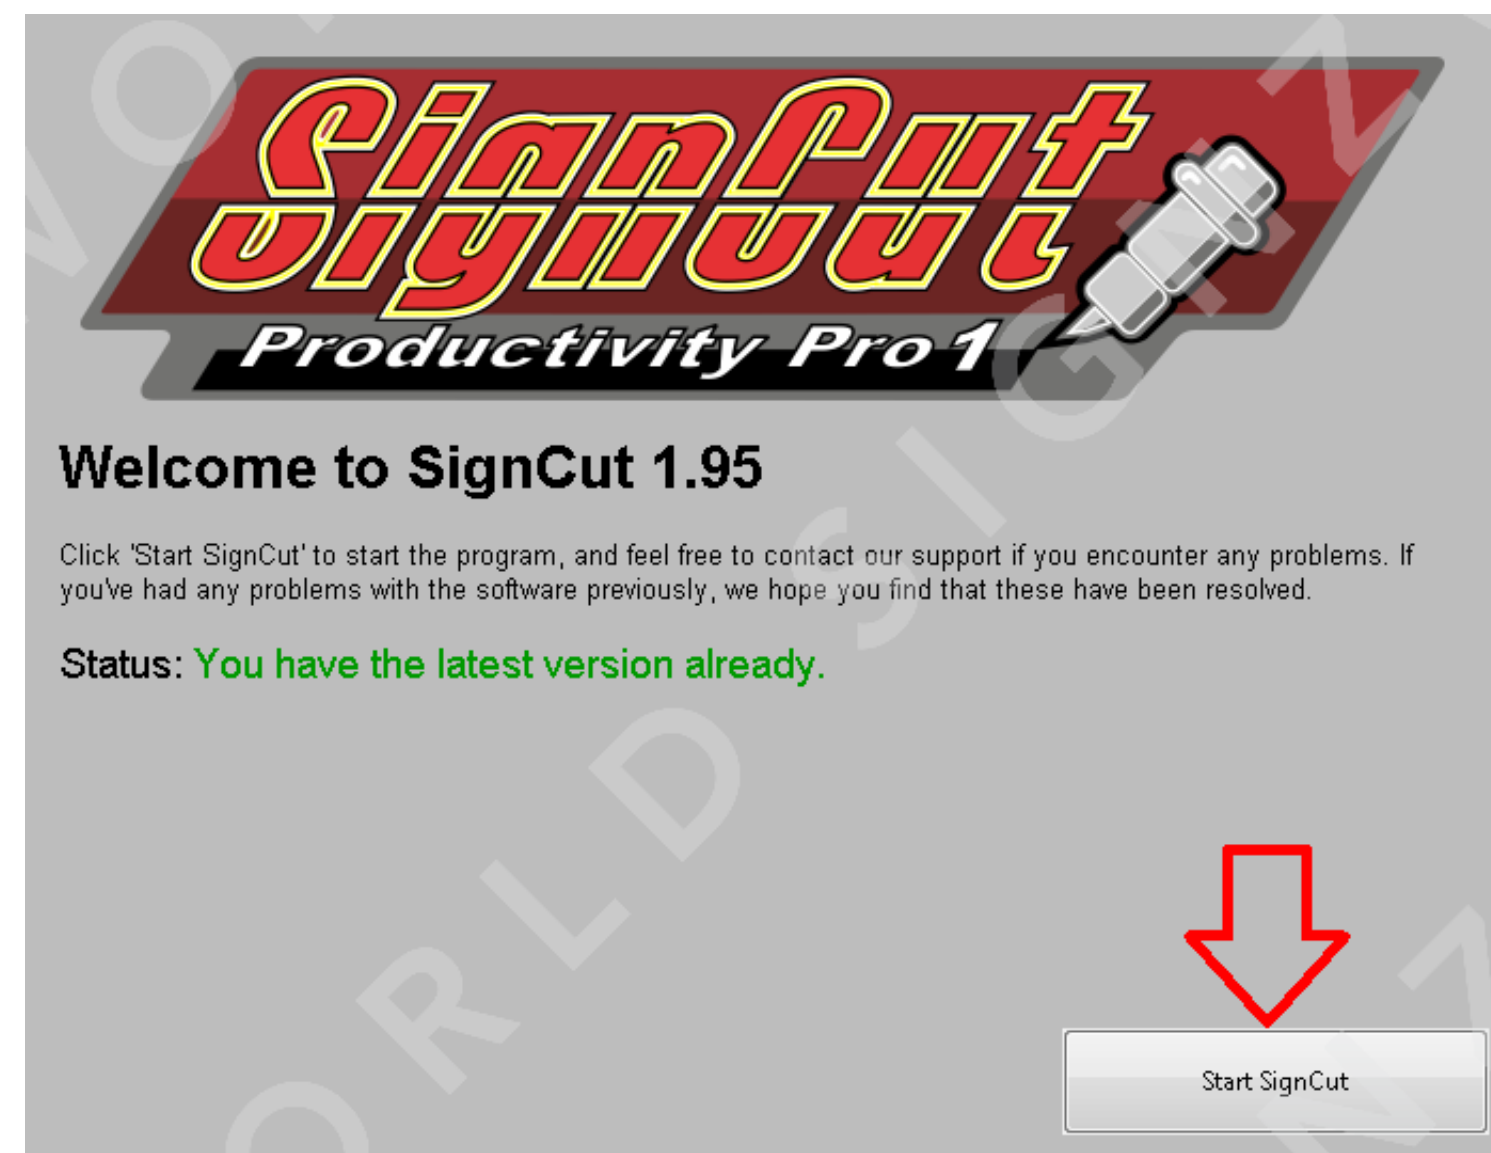 SignCut
Productivity Pro 1
Welcome to SignCut 1.95
Click 'Start SignCut' to start the program, and feel free to contact our support if you encounter any problems. If
you've had any problems with the software previously, we hope you find that these have been resolved.
Status: You have the latest version already.
Start SignCut
WORLD SIGNZ